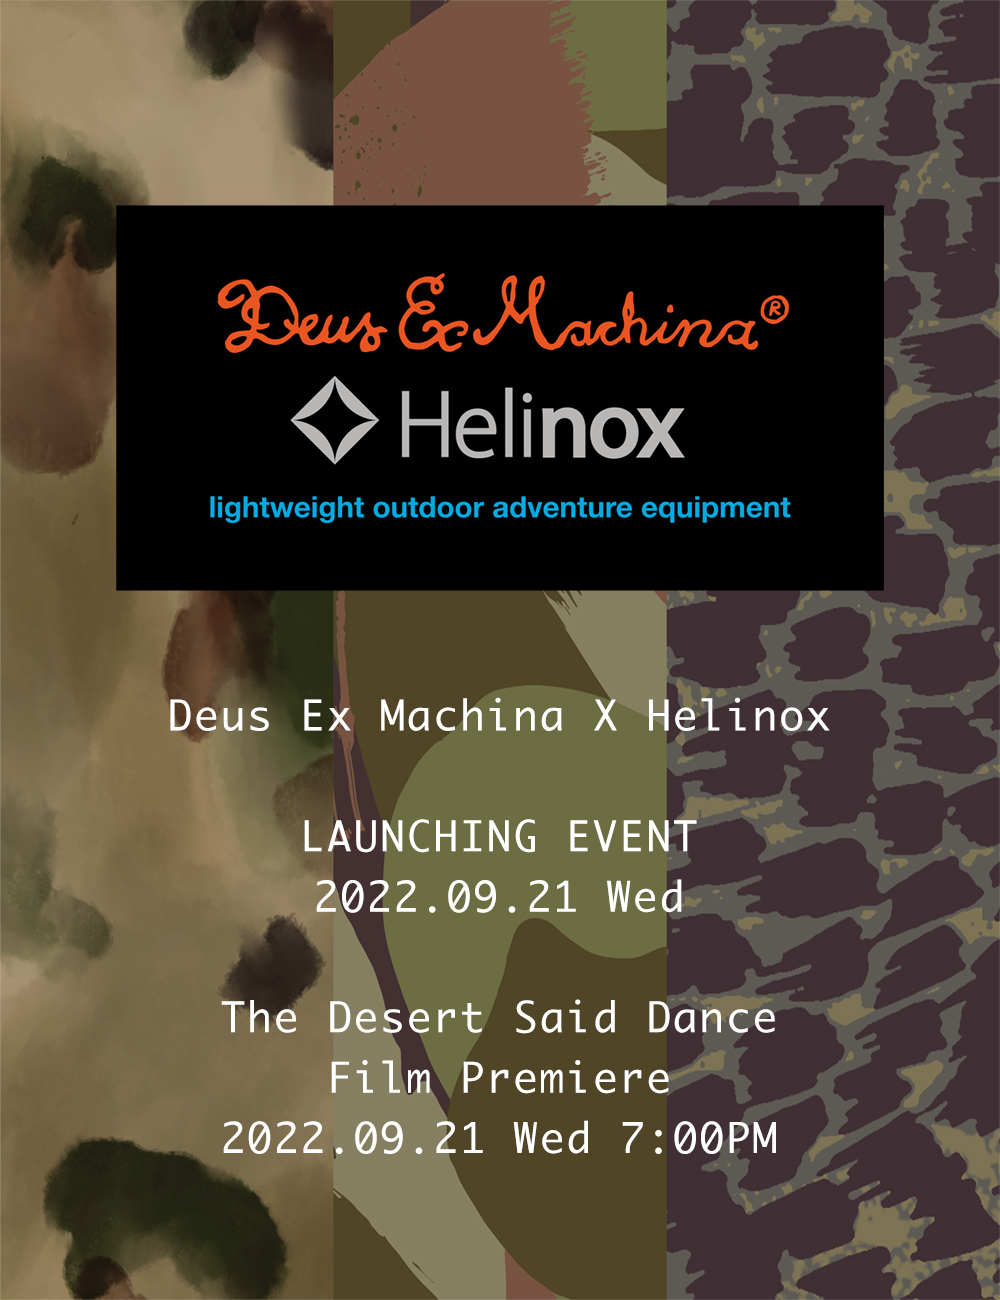 Deus Ex Machina®
Helinox
lightweight outdoor adventure equipment
Deus Ex Machina X Helinox
LAUNCHING EVENT
2022.09.21 Wed
The Desert Said Dance
Film Premiere
2022.09.21 Wed 7:00PM